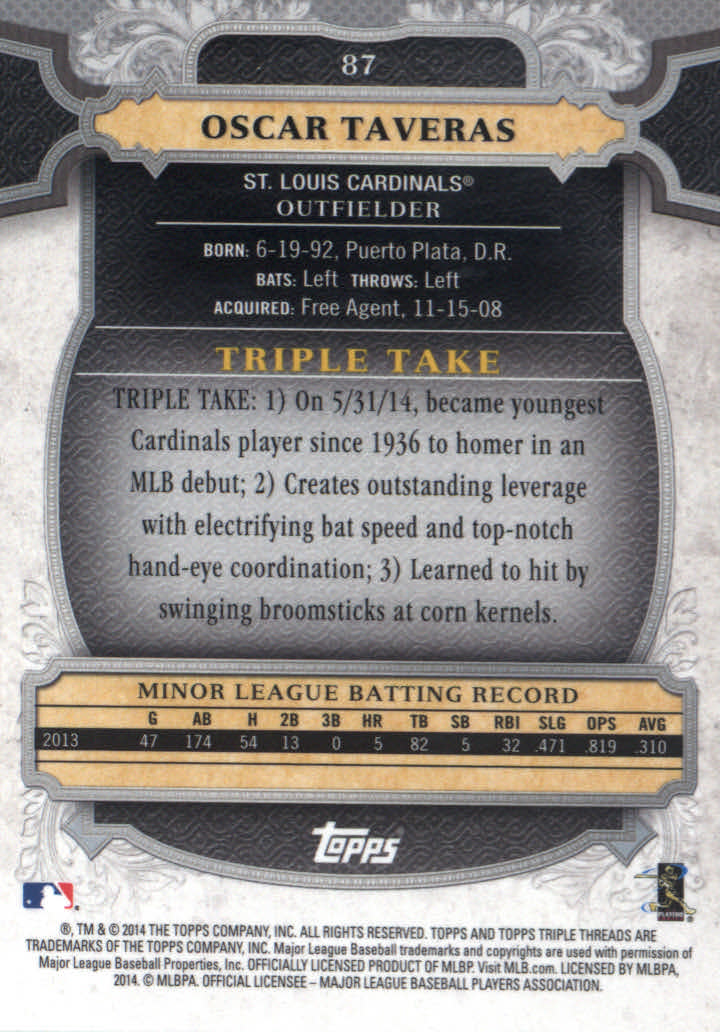 87
OSCAR TAVERAS
ST. LOUIS CARDINALS®
OUTFIELDER
BORN: 6-19-92, Puerto Plata, D.R.
BATS: Left THROWS: Left
ACQUIRED: Free Agent, 11-15-08
TRIPLE TAKE
TRIPLE TAKE: 1) On 5/31/14, became youngest
Cardinals player since 1936 to homer in an
MLB debut; 2) Creates outstanding leverage
with electrifying bat speed and top-notch
hand-eye coordination; 3) Learned to hit by
swinging broomsticks at corn kernels.
MINOR LEAGUE BATTING RECORD
G AB H 2B 3B HR TB SB RBI SLG OPS AVG
2013 47 174 54 13 0 5 82 5 32 .471 .819 .310
Topps
PLAYERS ®
®, TM & © 2014 THE TOPPS COMPANY, INC. ALL RIGHTS RESERVED. TOPPS AND TOPPS TRIPLE THREADS ARE
TRADEMARKS OF THE TOPPS COMPANY, INC. Major League Baseball trademarks and copyrights are used with permission of
Major League Baseball Properties, Inc. OFFICIALLY LICENSED PRODUCT OF MLBP. Visit MLB.com. LICENSED BY MLBPA,
2014. © MLBPA. OFFICIAL LICENSEE – MAJOR LEAGUE BASEBALL PLAYERS ASSOCIATION.